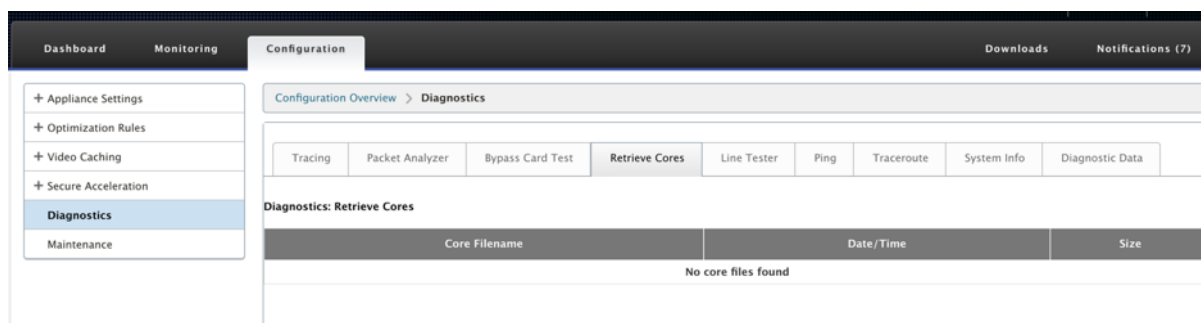 Dashboard Monitoring Configuration Downloads Notifications (7)
+ Appliance Settings
+ Optimization Rules
+ Video Caching
+ Secure Acceleration
Diagnostics
Maintenance
Configuration Overview > Diagnostics
Tracing Packet Analyzer Bypass Card Test Retrieve Cores Line Tester Ping Traceroute System Info Diagnostic Data
Diagnostics: Retrieve Cores
Core Filename Date/Time Size
No core files found